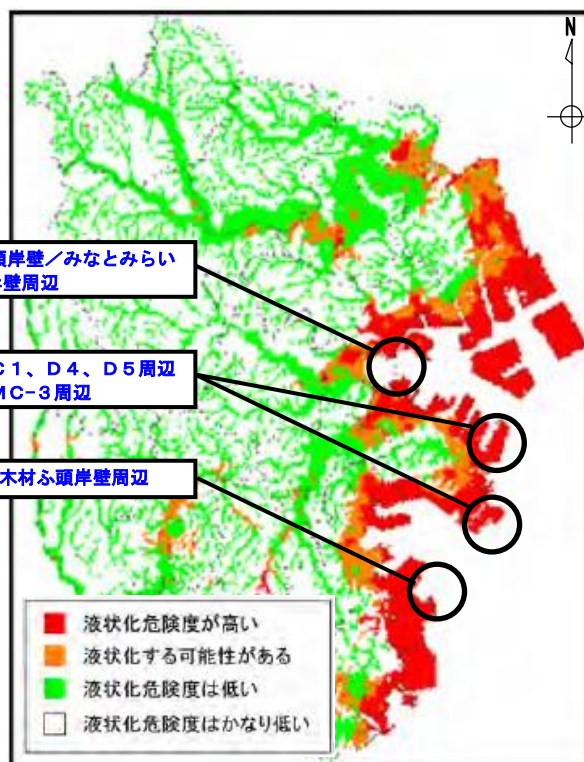 N
頭岸壁／みなとみらい
岸壁周辺
C1、D4、D5周辺
MC-3周辺
木材ふ頭岸壁周辺
液状化危険度が高い
液状化する可能性がある
液状化危険度は低い
液状化危険度はかなり低い